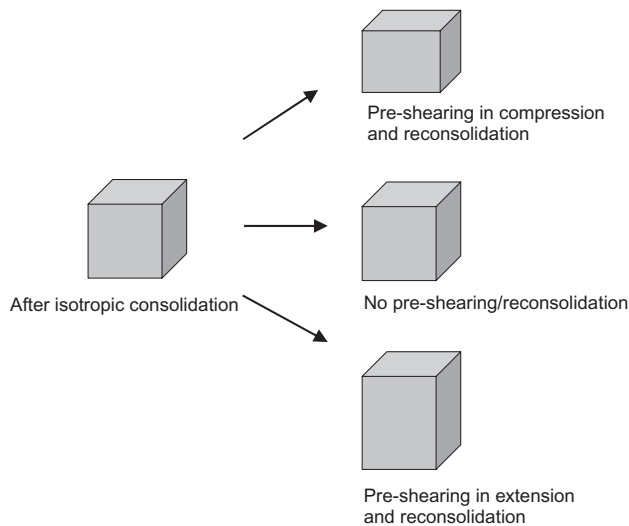 Pre-shearing in compression
and reconsolidation
After isotropic consolidation
No pre-shearing/reconsolidation
Pre-shearing in extension
and reconsolidation